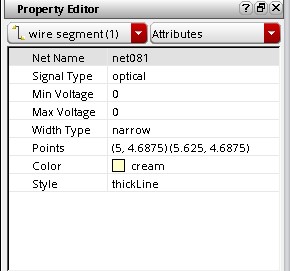 Property Editor
wire segment (1) Attributes
Net Name net081
Signal Type optical
Min Voltage 0
Max Voltage 0
Width Type narrow
Points (5, 4.6875) (5.625, 4.6875)
Color cream
Style thickLine